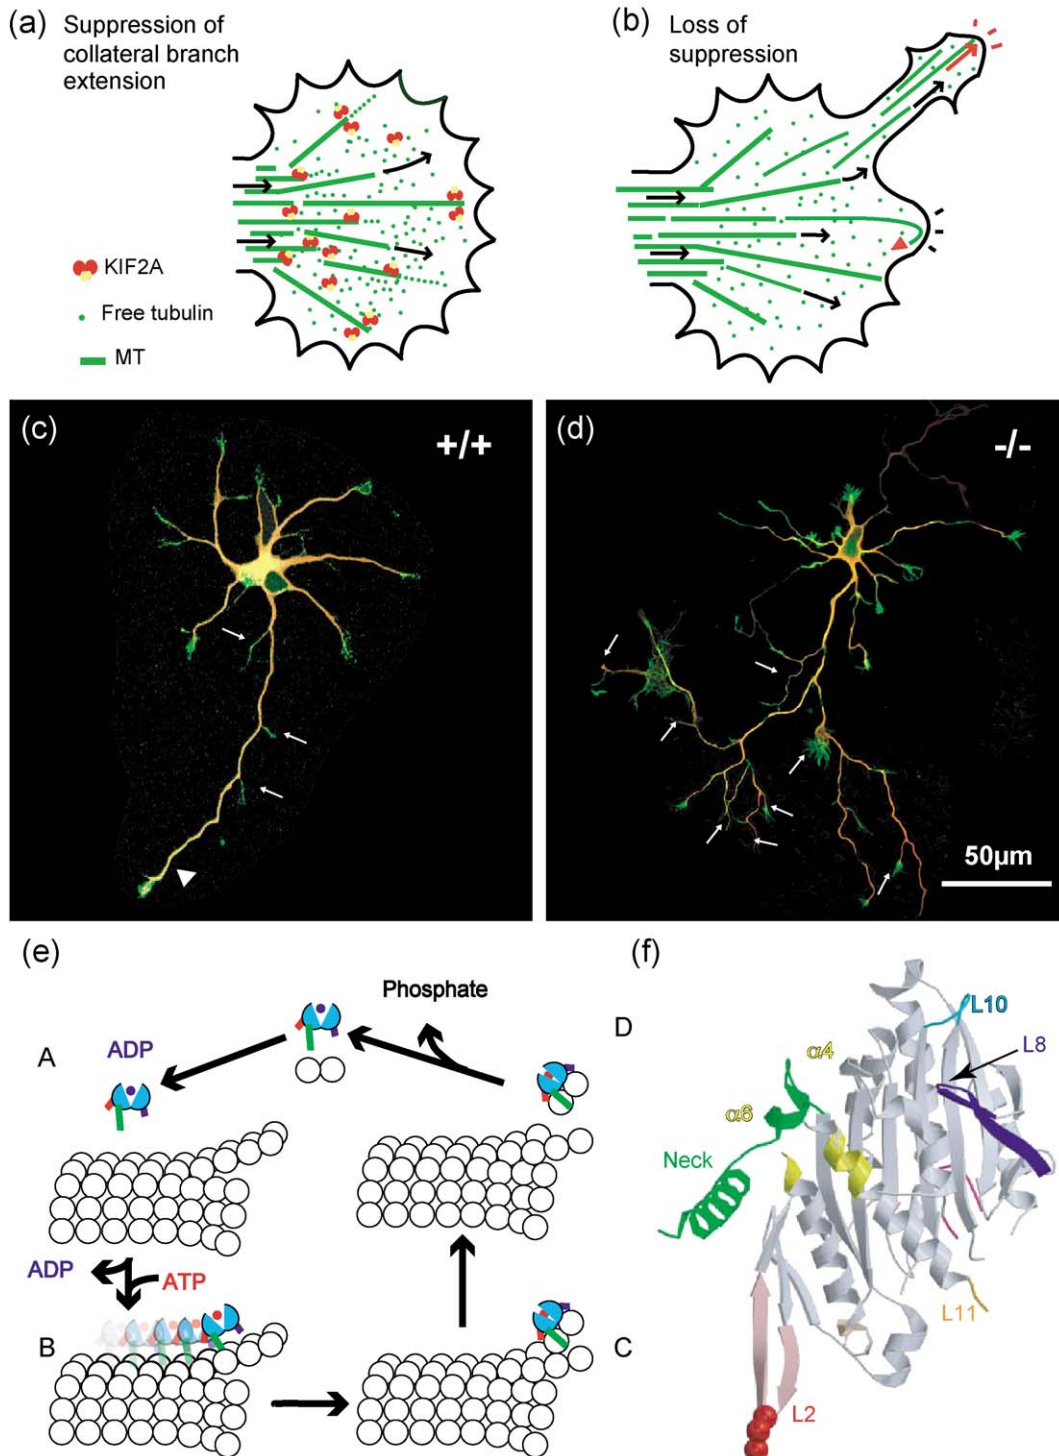 (a) Suppression of
collateral branch
extension
KIF2A
Free tubulin
MT
(b) Loss of
suppression
(c)
+/+
(d)
-/-
50µm
(e)
Phosphate
ADP
A
D
ADP
ATP
B
C
(f)
L10
L8
α4
α6
Neck
L11
L2